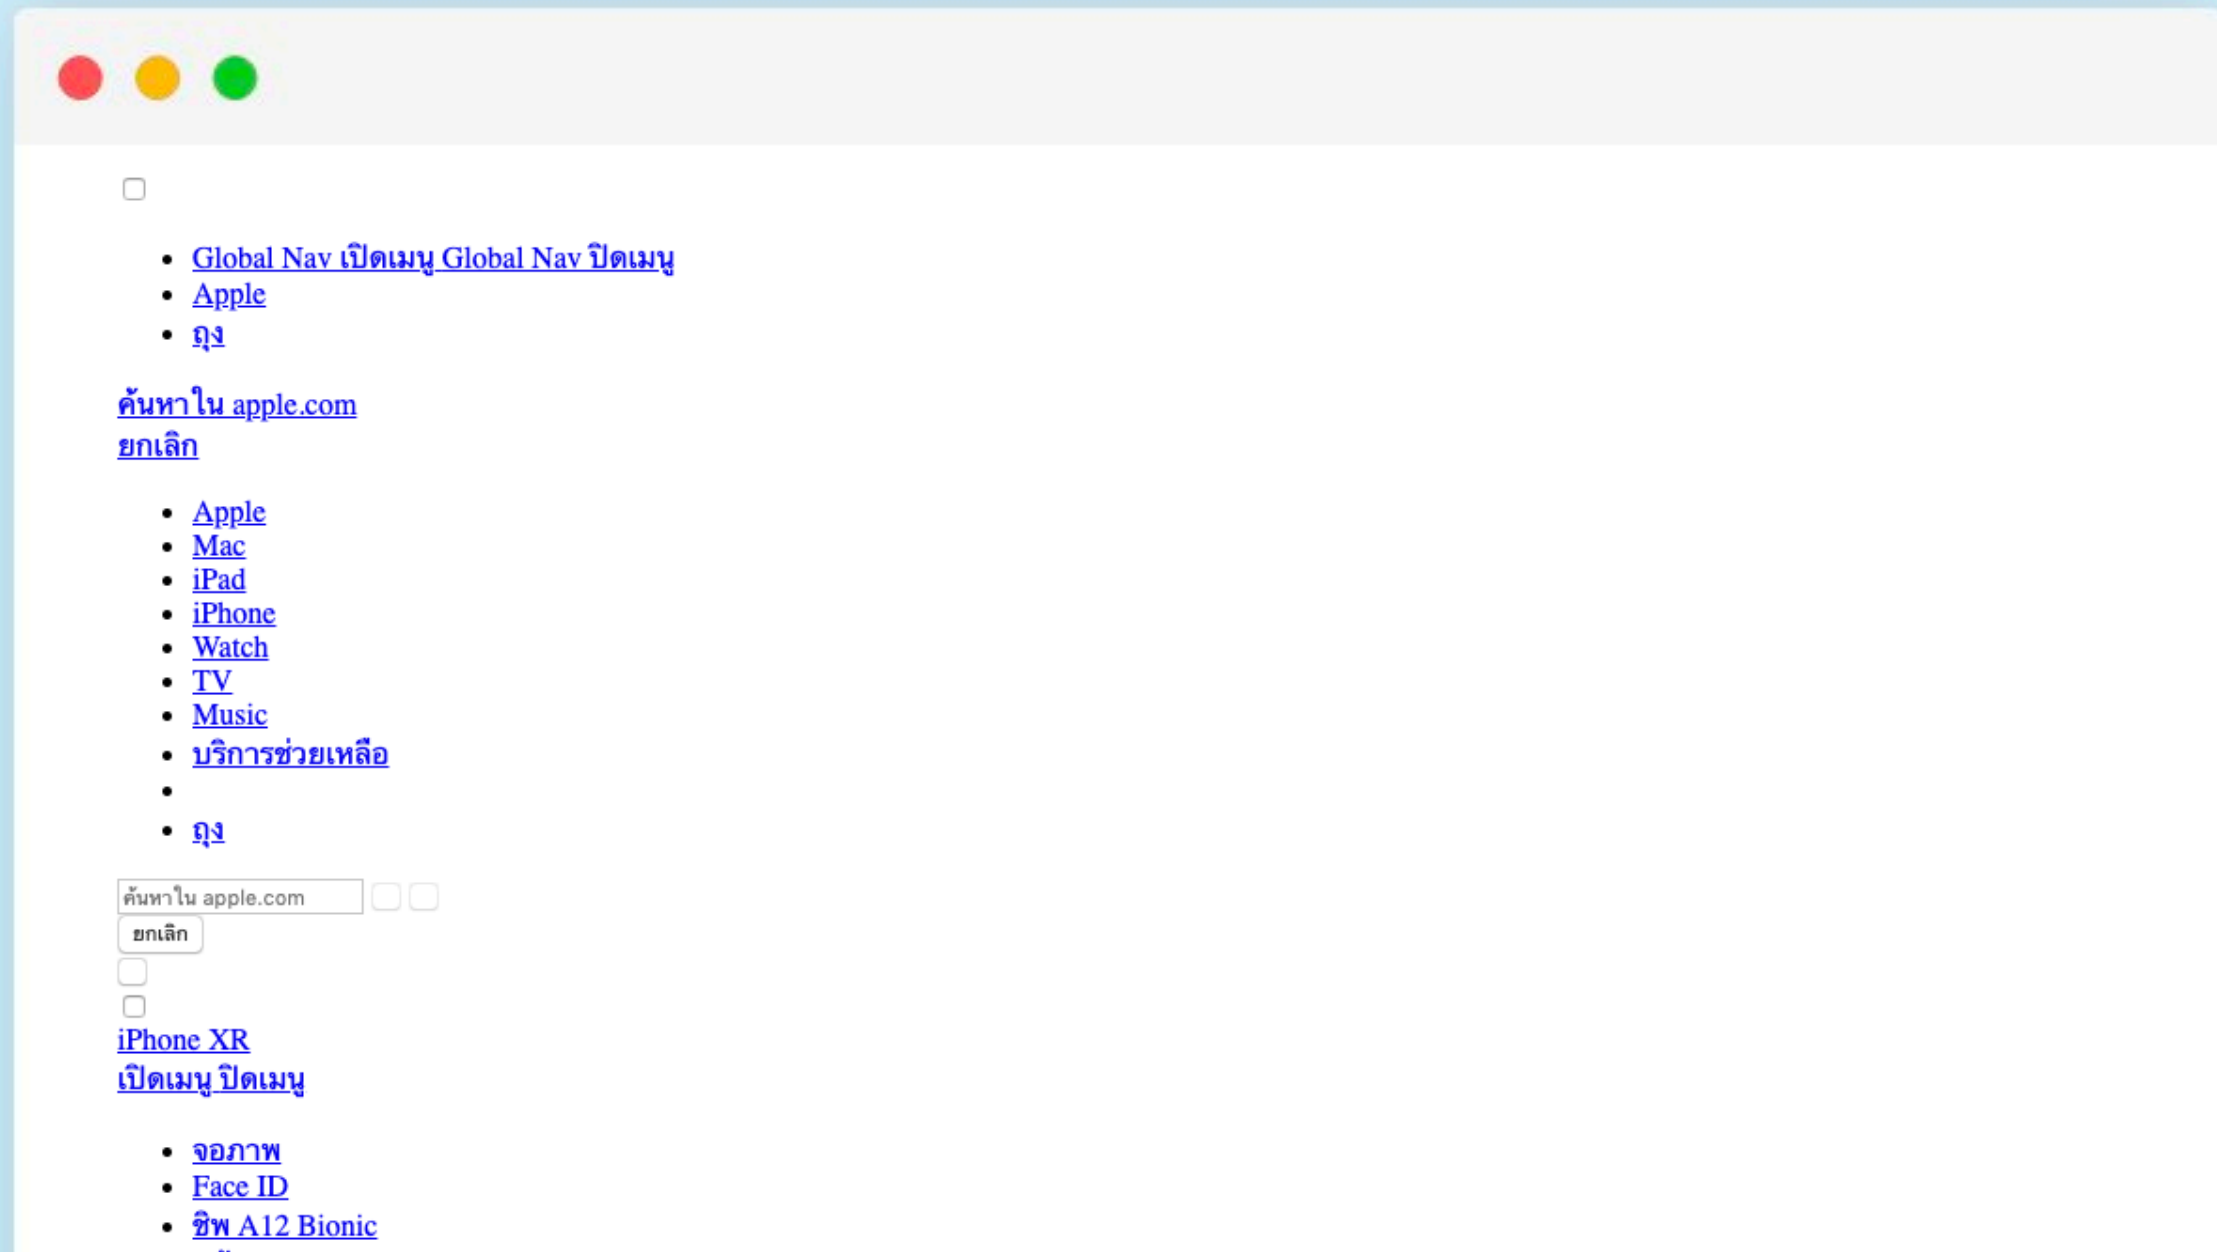 Global Nav เปิดเมนู Global Nav ปิดเมนู
Apple
ถุง
ค้นหาใน apple.com
ยกเลิก
Apple
Mac
iPad
iPhone
Watch
TV
Music
บริการช่วยเหลือ
ถุง
ค้นหาใน apple.com
ยกเลิก
iPhone XR
เปิดเมนู ปิดเมนู
จอภาพ
Face ID
ชิพ A12 Bionic